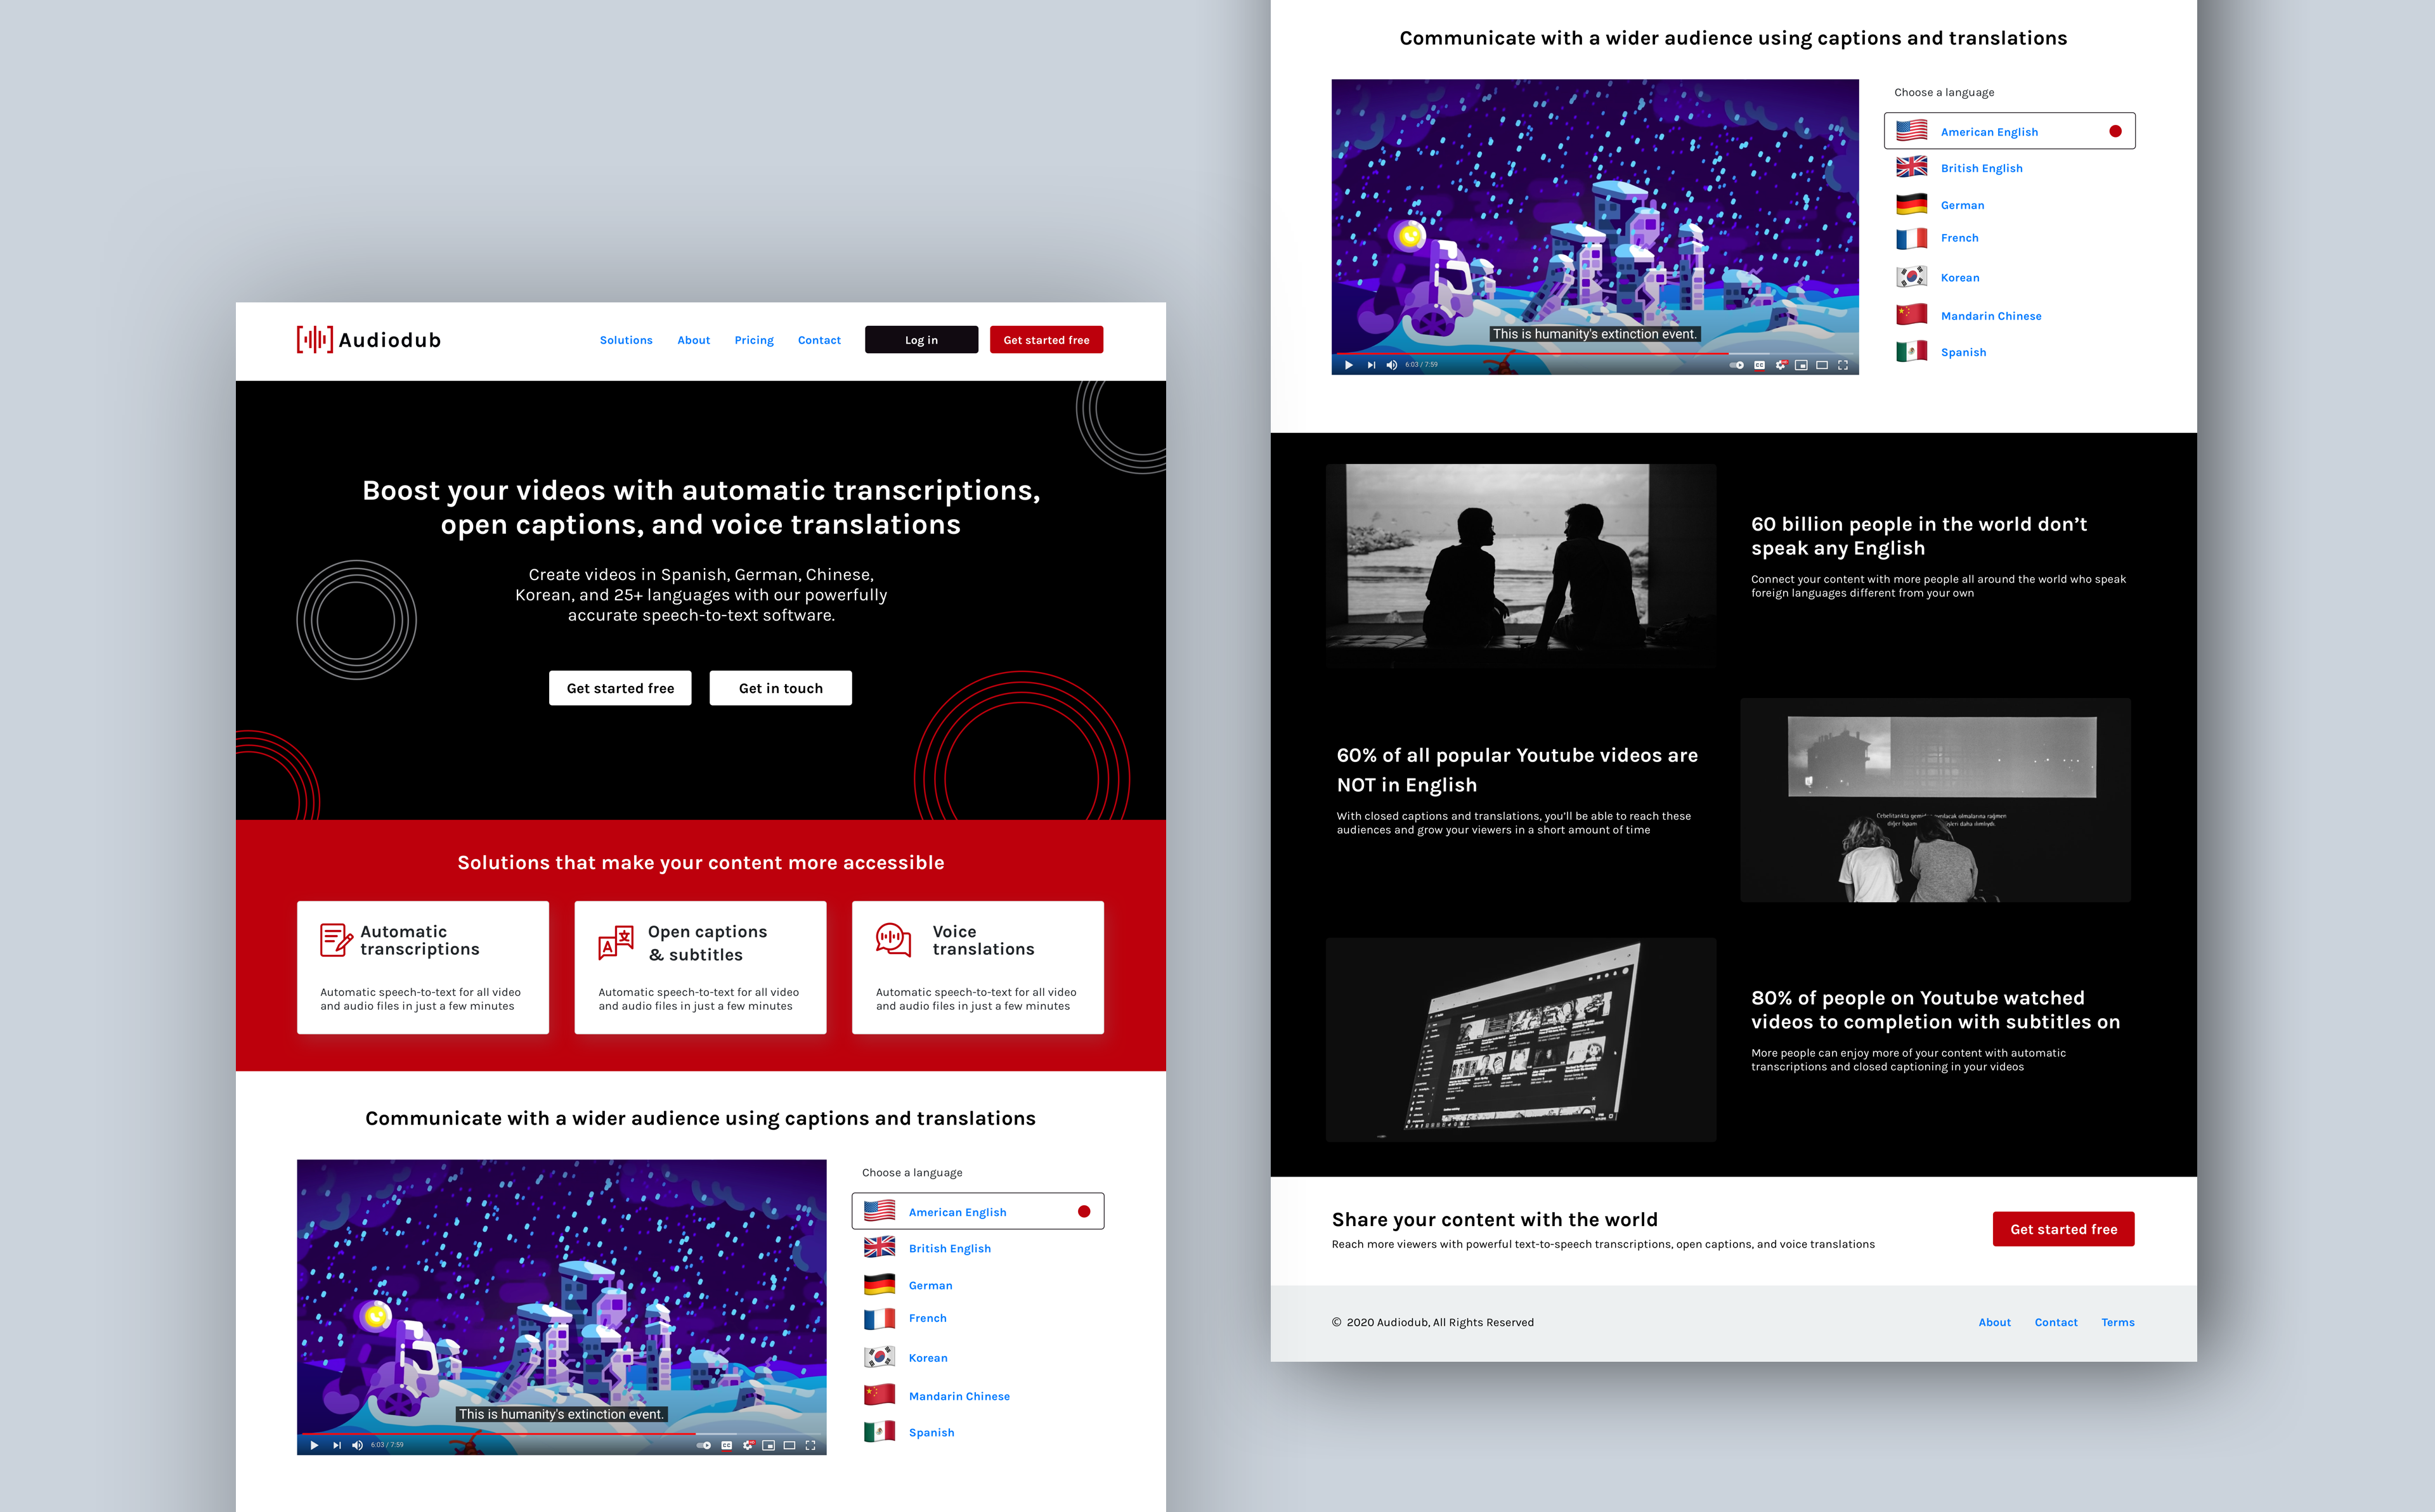 Audiodub
Solutions
About
Pricing
Contact
Log in
Get started free
Boost your videos with automatic transcriptions,
open captions, and voice translations
Create videos in Spanish, German, Chinese,
Korean, and 25+ languages with our powerfully
accurate speech-to-text software.
Get started free
Get in touch
Solutions that make your content more accessible
Automatic
transcriptions
Automatic speech-to-text for all video
and audio files in just a few minutes
Open captions
& subtitles
Automatic speech-to-text for all video
and audio files in just a few minutes
Voice
translations
Automatic speech-to-text for all video
and audio files in just a few minutes
Communicate with a wider audience using captions and translations
This is humanity's extinction event.
6:03 / 7:59
Choose a language
American English
British English
German
French
Korean
Mandarin Chinese
Spanish
Communicate with a wider audience using captions and translations
This is humanity's extinction event.
6:03 / 7:59
Choose a language
American English
British English
German
French
Korean
Mandarin Chinese
Spanish
60 billion people in the world don’t
speak any English
Connect your content with more people all around the world who speak
foreign languages different from your own
60% of all popular Youtube videos are
NOT in English
With closed captions and translations, you’ll be able to reach these
audiences and grow your viewers in a short amount of time
Cebelitarıkta olmalarına rağmen
diğer daha
80% of people on Youtube watched
videos to completion with subtitles on
More people can enjoy more of your content with automatic
transcriptions and closed captioning in your videos
Share your content with the world
Reach more viewers with powerful text-to-speech transcriptions, open captions, and voice translations
Get started free
© 2020 Audiodub, All Rights Reserved
About
Contact
Terms